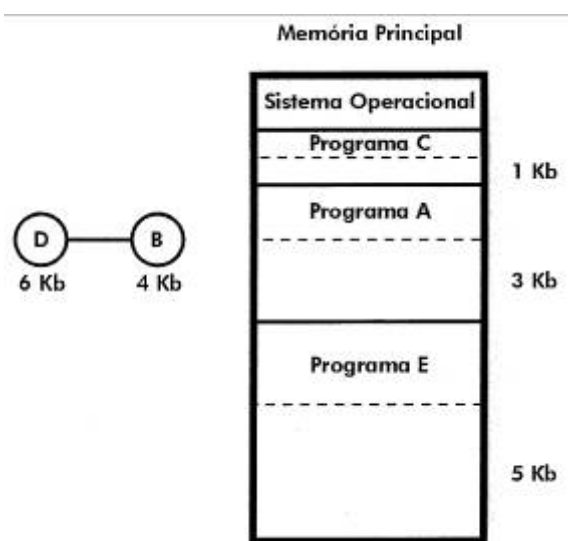 Memória Principal
Sistema Operacional
Programa C
1 Kb
Programa A
D
B
6 Kb
4 Kb
3 Kb
Programa E
5 Kb